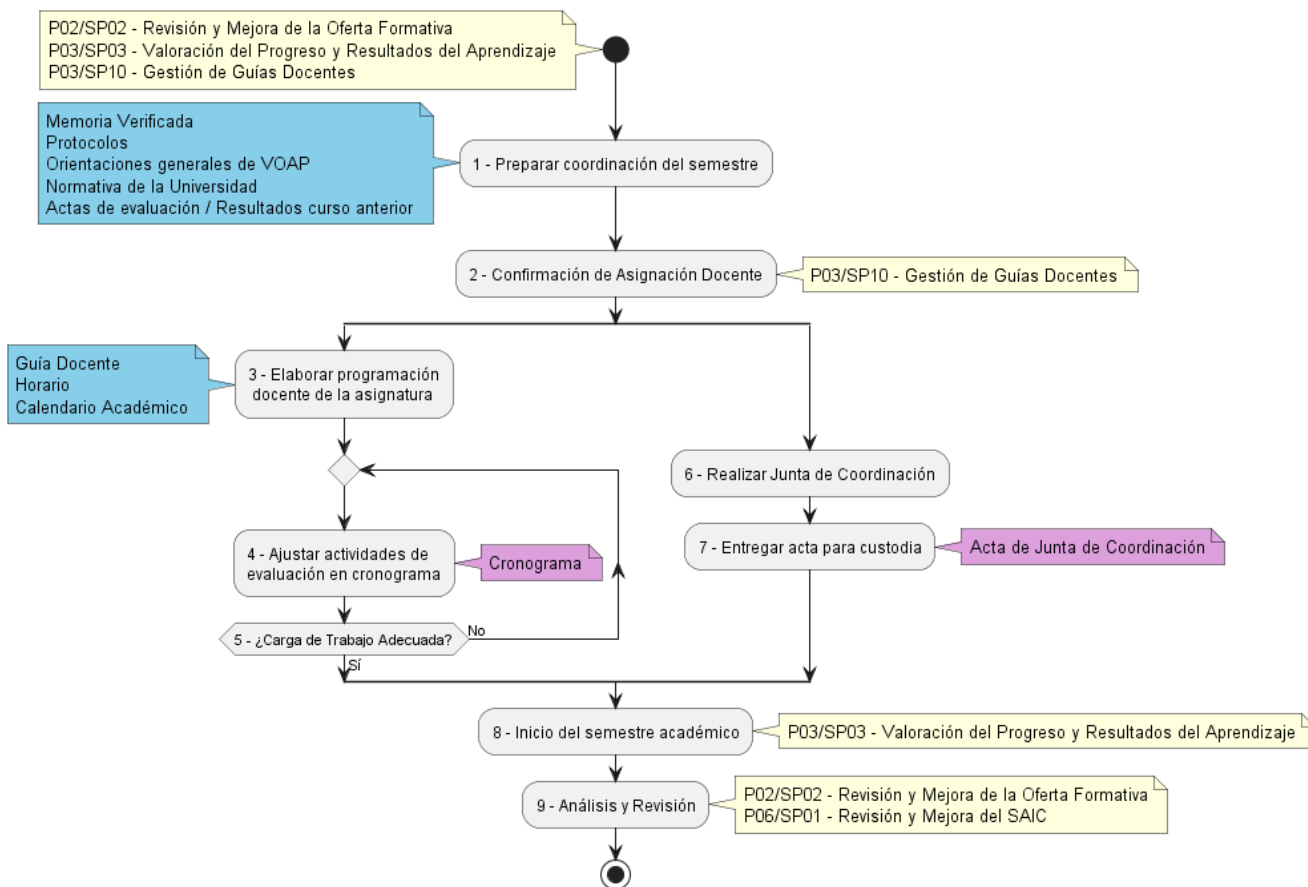 P02/SP02 - Revisión y Mejora de la Oferta Formativa
P03/SP03 - Valoración del Progreso y Resultados del Aprendizaje
P03/SP10 - Gestión de Guías Docentes
Memoria Verificada
Protocolos
Orientaciones generales de VOAP
Normativa de la Universidad
Actas de evaluación / Resultados curso anterior
1 - Preparar coordinación del semestre
2 - Confirmación de Asignación Docente
P03/SP10 - Gestión de Guías Docentes
Guía Docente
Horario
Calendario Académico
3 - Elaborar programación
docente de la asignatura
4 - Ajustar actividades de
evaluación en cronograma
Cronograma
5 - ¿Carga de Trabajo Adecuada?
No
Sí
6 - Realizar Junta de Coordinación
7 - Entregar acta para custodia
Acta de Junta de Coordinación
8 - Inicio del semestre académico
P03/SP03 - Valoración del Progreso y Resultados del Aprendizaje
9 - Análisis y Revisión
P02/SP02 - Revisión y Mejora de la Oferta Formativa
P06/SP01 - Revisión y Mejora del SAIC